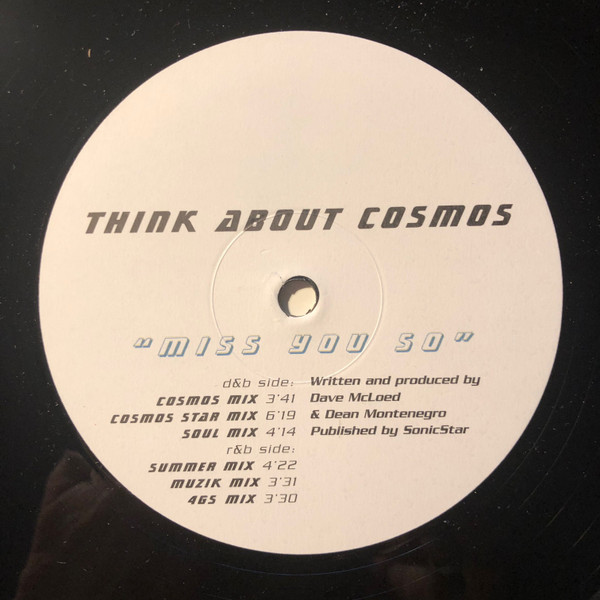 THINK ABOUT COSMOS
"MISS YOU SO"
d&b side:
COSMOS MIX 3'41
COSMOS STAR MIX 6'19
SOUL MIX 4'14
r&b side:
SUMMER MIX 4'22
MUZIK MIX 3'31
4G5 MIX 3'30
Written and produced by
Dave McLoed
& Dean Montenegro
Published by SonicStar